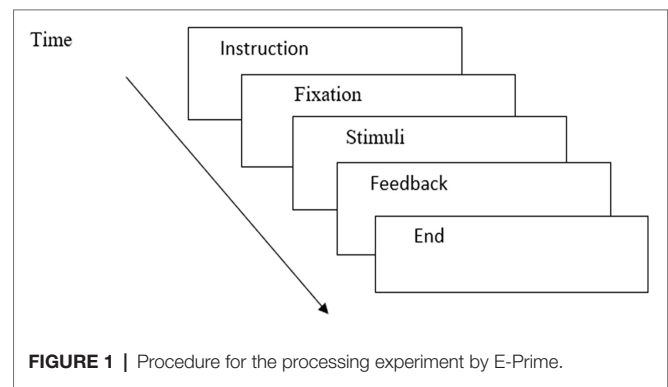 Time
Instruction
Fixation
Stimuli
Feedback
End
FIGURE 1 | Procedure for the processing experiment by E-Prime.